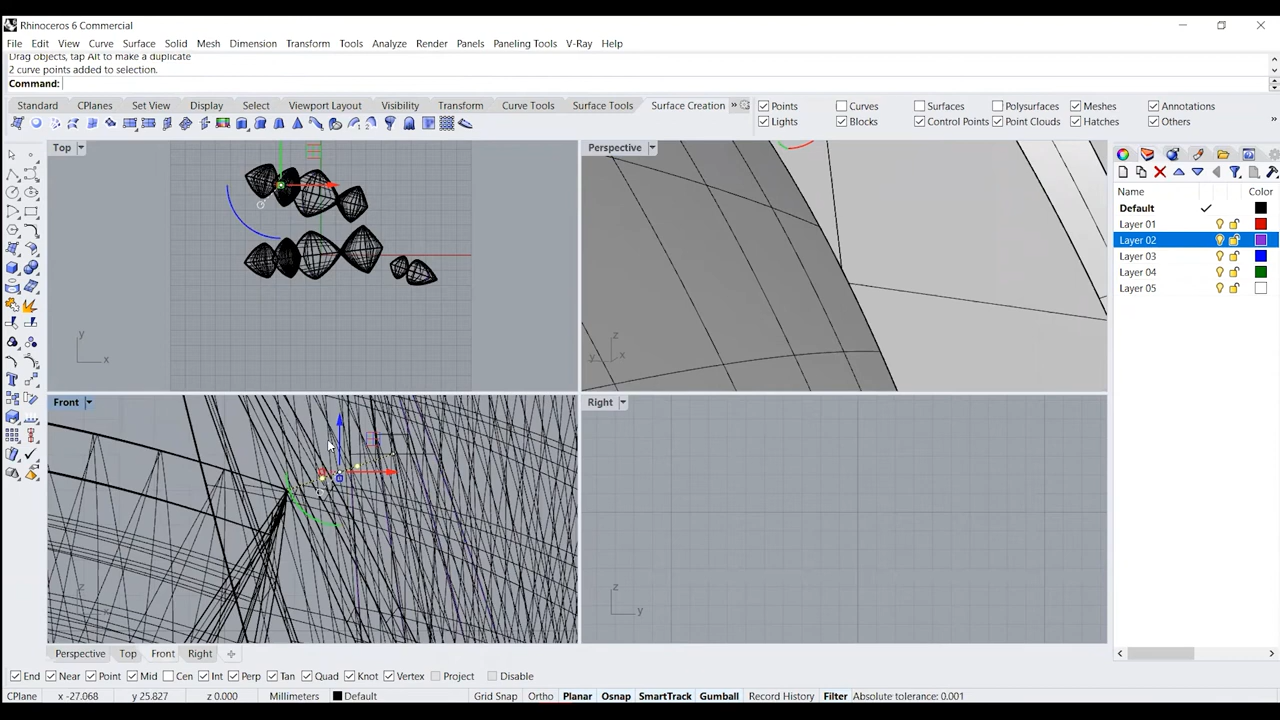 Rhinoceros 6 Commercial
File Edit View Curve Surface Solid Mesh Dimension Transform Tools Analyze Render Panels Paneling Tools V-Ray Help
Drag objects, tap Alt to make a duplicate
2 curve points added to selection.
Command:
Standard CPlanes Set View Display Select Viewport Layout Visibility Transform Curve Tools Surface Tools Surface Creation »
Points Curves Surfaces Polysurfaces Meshes Annotations
Lights Blocks Control Points Point Clouds Hatches Others »
Top
y
x
Perspective
z
y x
Front
z
x
Right
z
y
Name Color
Default
Layer 01
Layer 02
Layer 03
Layer 04
Layer 05
Perspective Top Front Right
End Near Point Mid Cen Int Perp Tan Quad Knot Vertex Project Disable
CPlane x -27.068 y 25.827 z 0.000 Millimeters Default Grid Snap Ortho Planar Osnap SmartTrack Gumball Record History Filter Absolute tolerance: 0.001